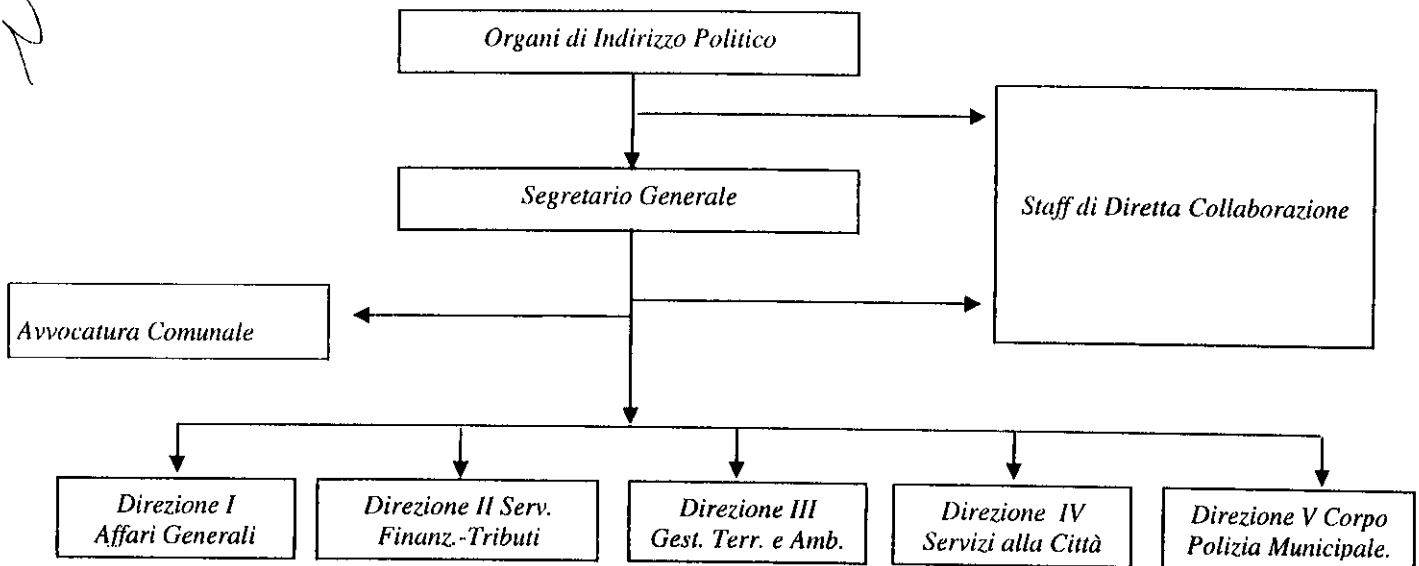 Organi di Indirizzo Politico
Segretario Generale
Staff di Diretta Collaborazione
Avvocatura Comunale
Direzione I
Affari Generali
Direzione II Serv.
Finanz.-Tributi
Direzione III
Gest. Terr. e Amb.
Direzione IV
Servizi alla Città
Direzione V Corpo
Polizia Municipale.